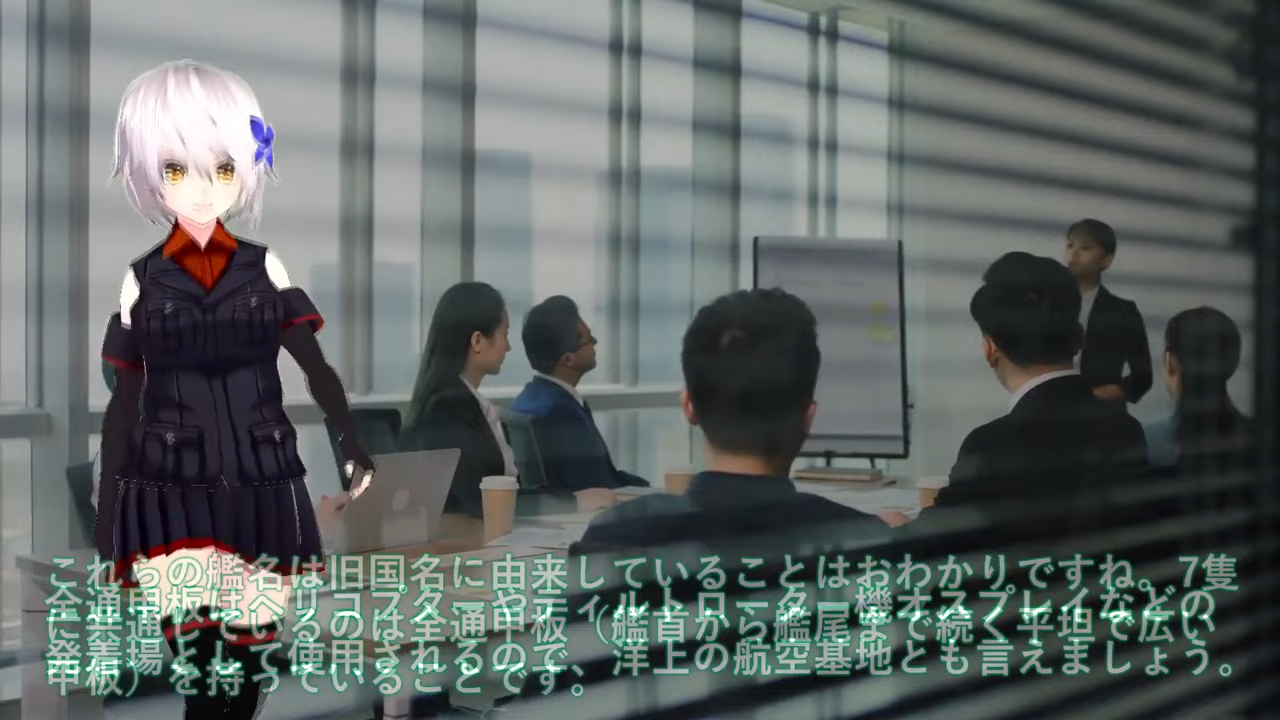 これらの艦名は旧国名に由来していることはおわかりですね。7隻
全通甲板はヘリコプターやティルトローター機オスプレイなどの
に共通しているのは全通甲板（艦首から艦尾まで続く平坦で広い
発着場として使用されるので、洋上の航空基地とも言えましょう。
甲板）を持っていることです。